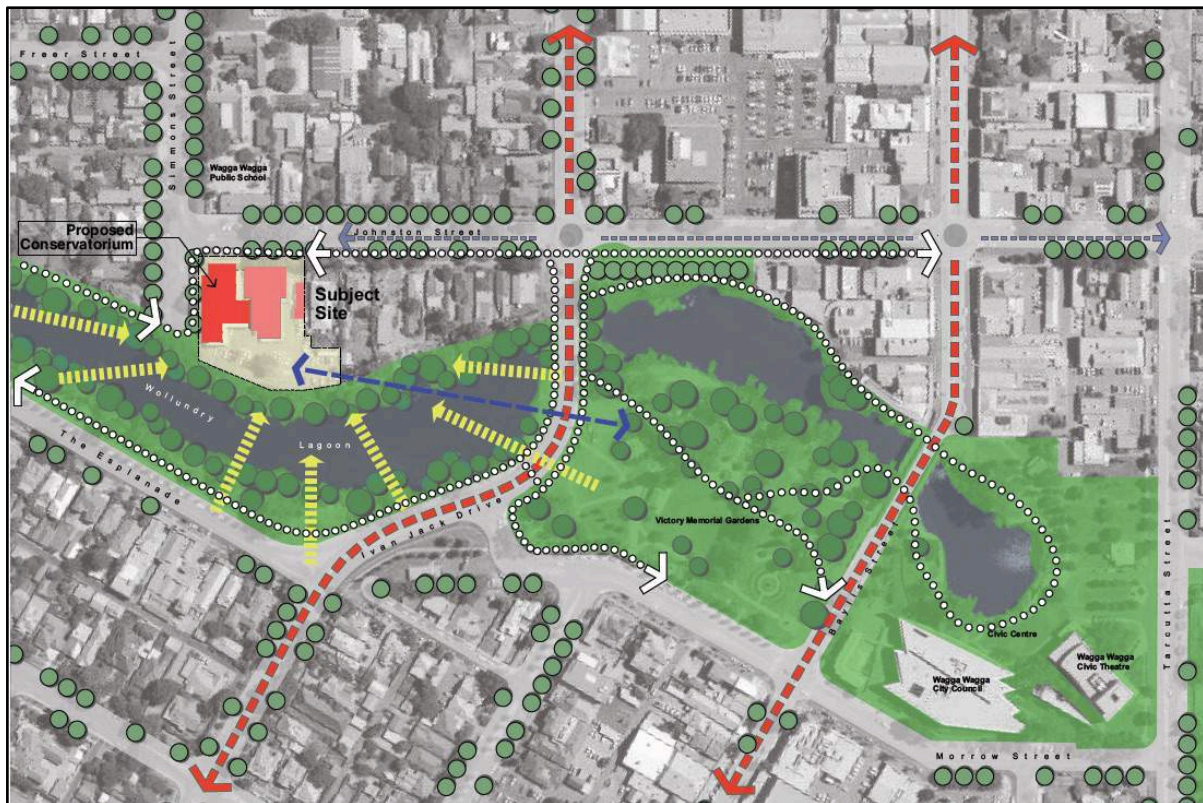 Freer Street
Simmons Street
Wagga Wagga
Public School
Proposed
Conservatorium
Johnston Street
Subject
Site
Wollundry
Lagoon
The Esplanade
Ivan Jack Drive
Victory Memorial Gardens
Baylis Street
Tarcutta Street
Civic Centre
Wagga Wagga
Civic Theatre
Wagga Wagga
City Council
Morrow Street